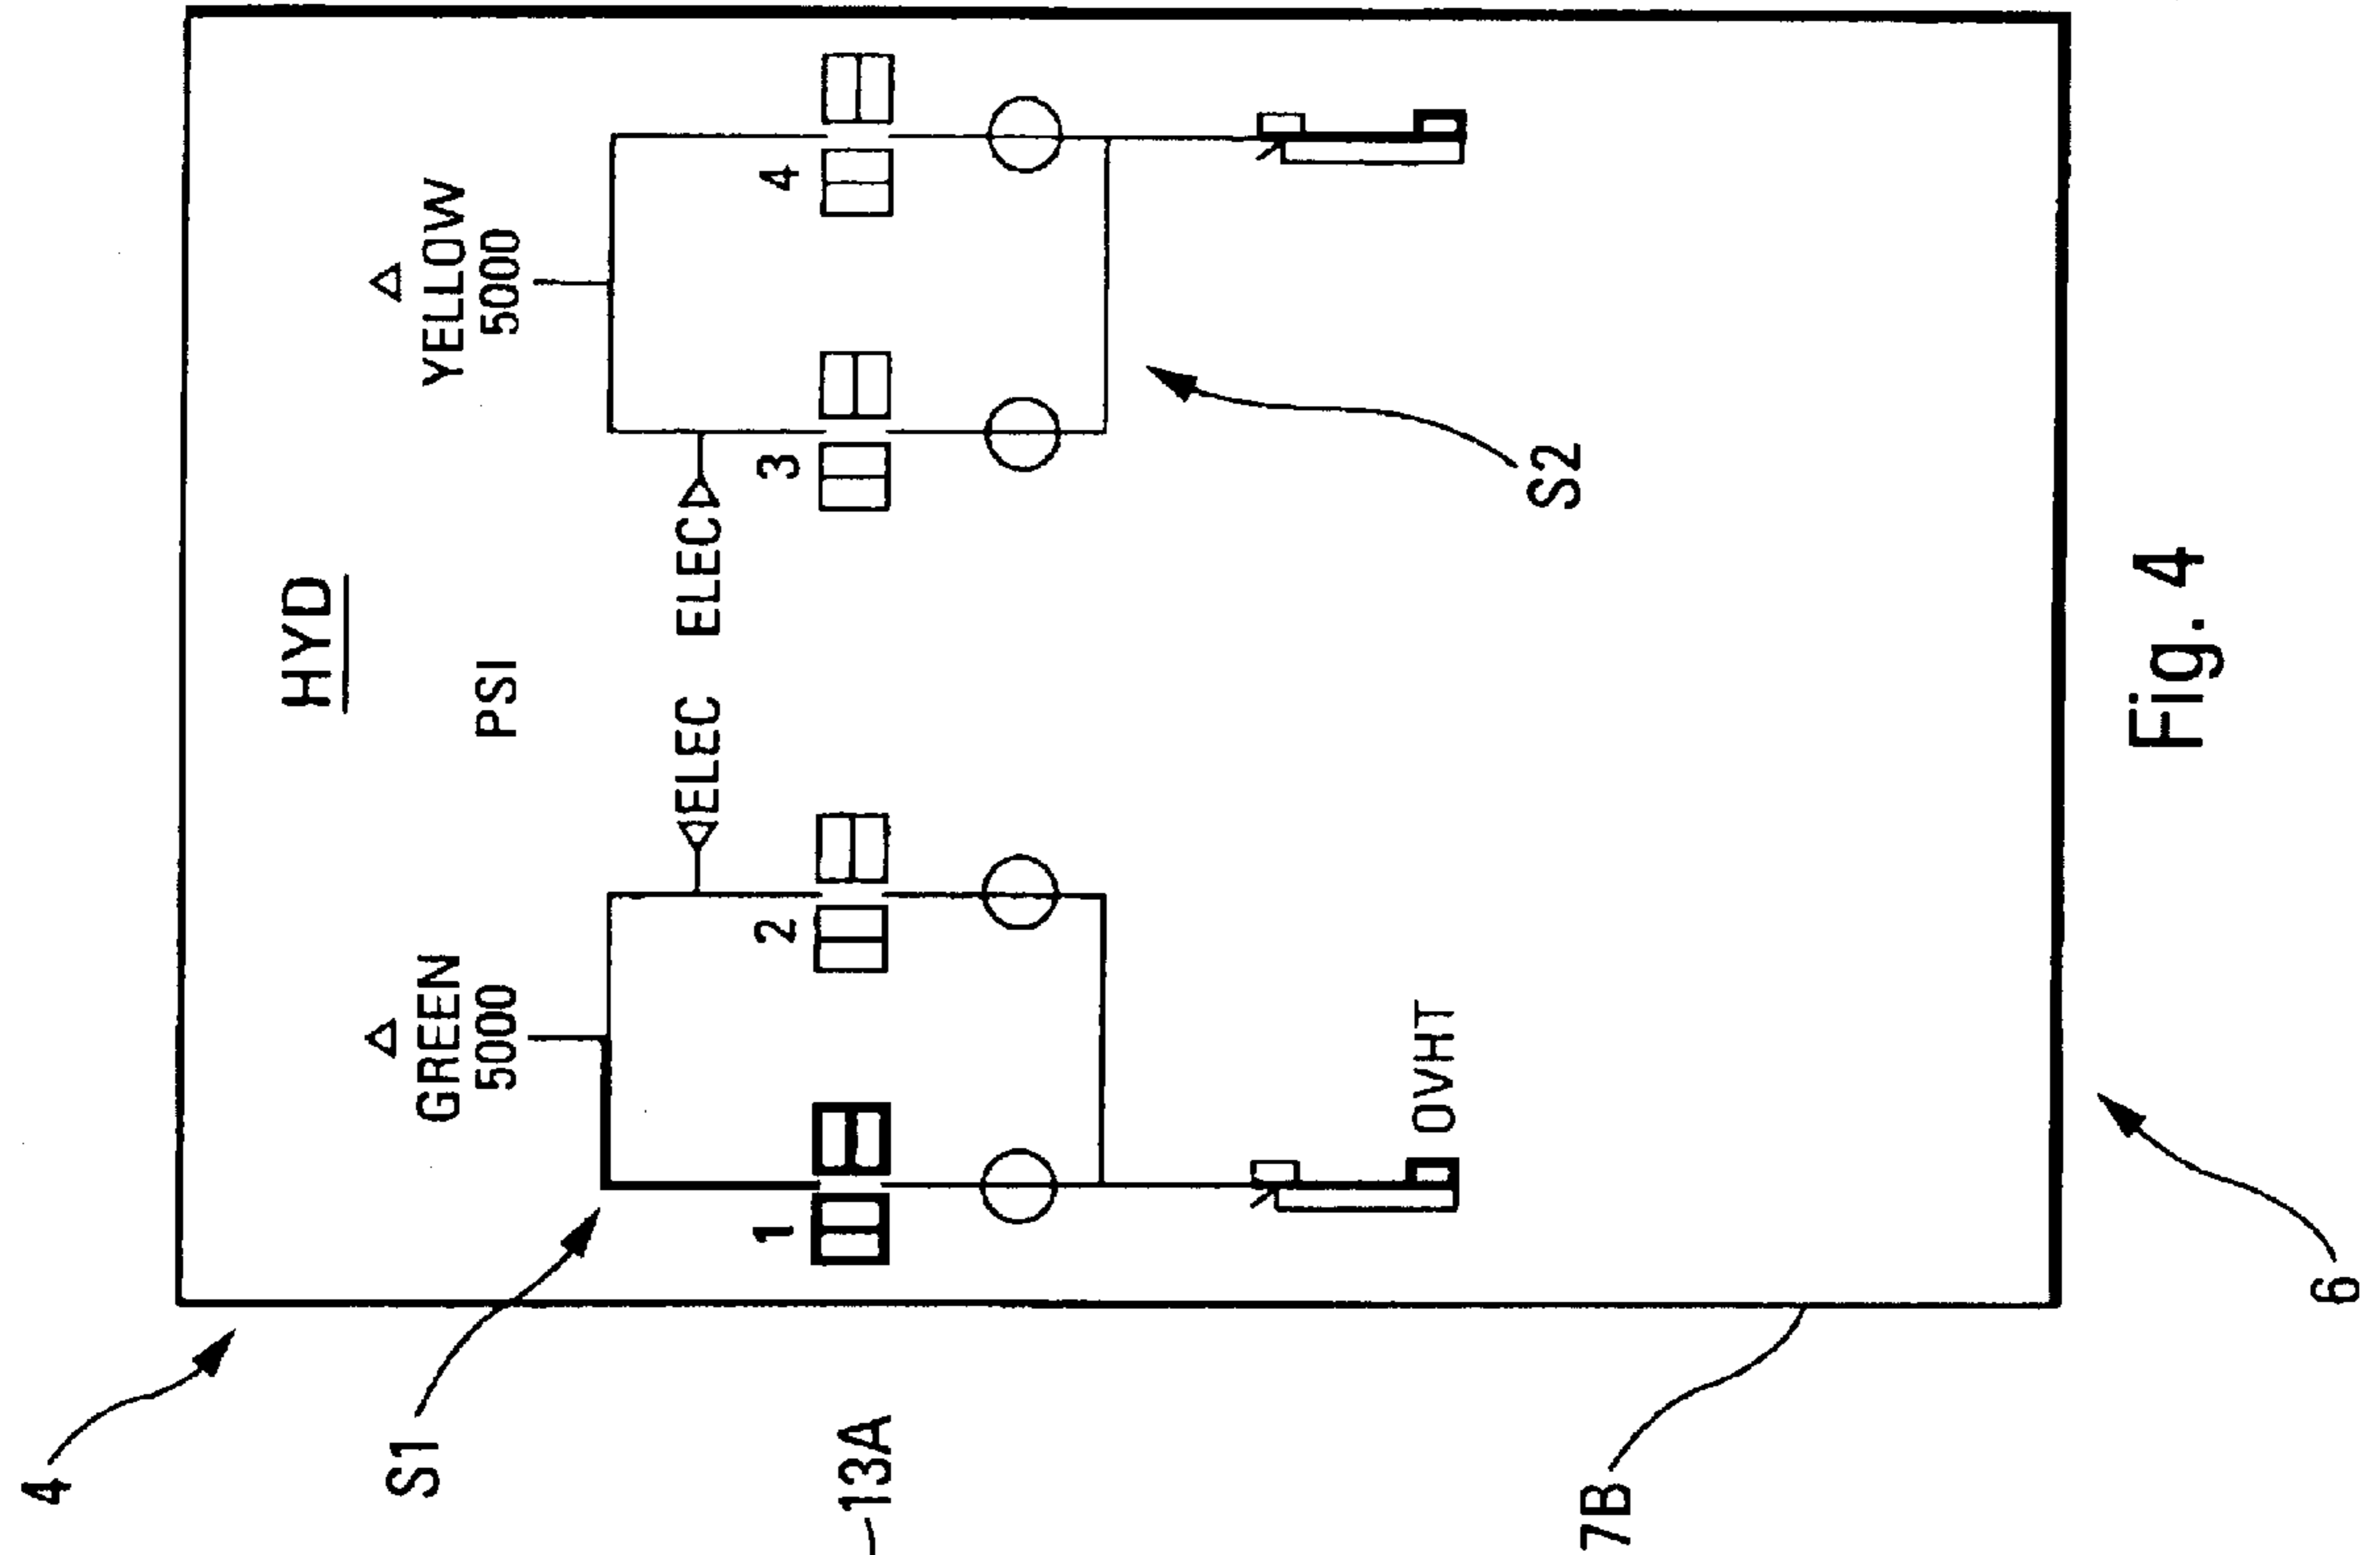 4
HYD
GREEN
5000
PSI
YELLOW
5000
S1
ELEC
ELEC
1
2
3
4
13A
OVHT
S2
7B
6
Fig. 4